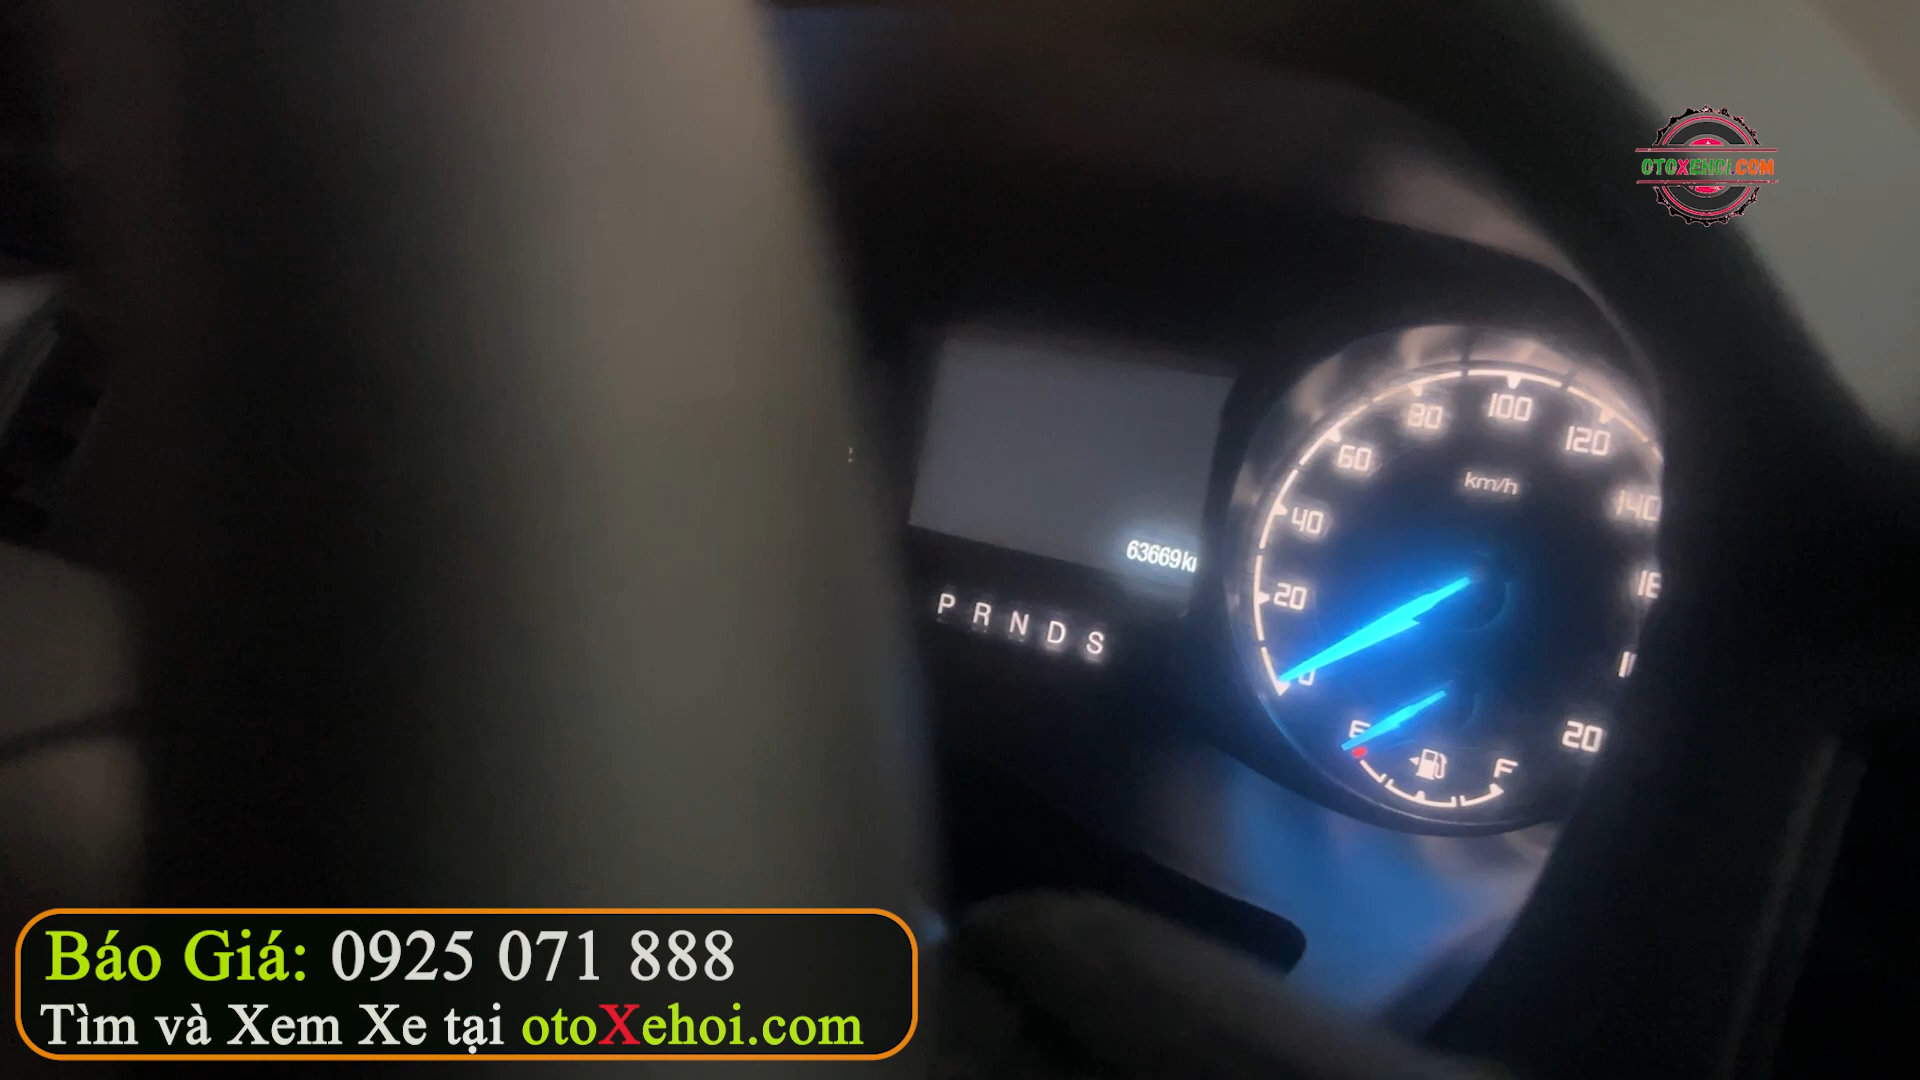 OTOXEHOI.COM
80
100
120
60
km/h
140
40
63669
20
P R N D S
0
E
20
F
Báo Giá: 0925 071 888
Tìm và Xem Xe tại otoXehoi.com